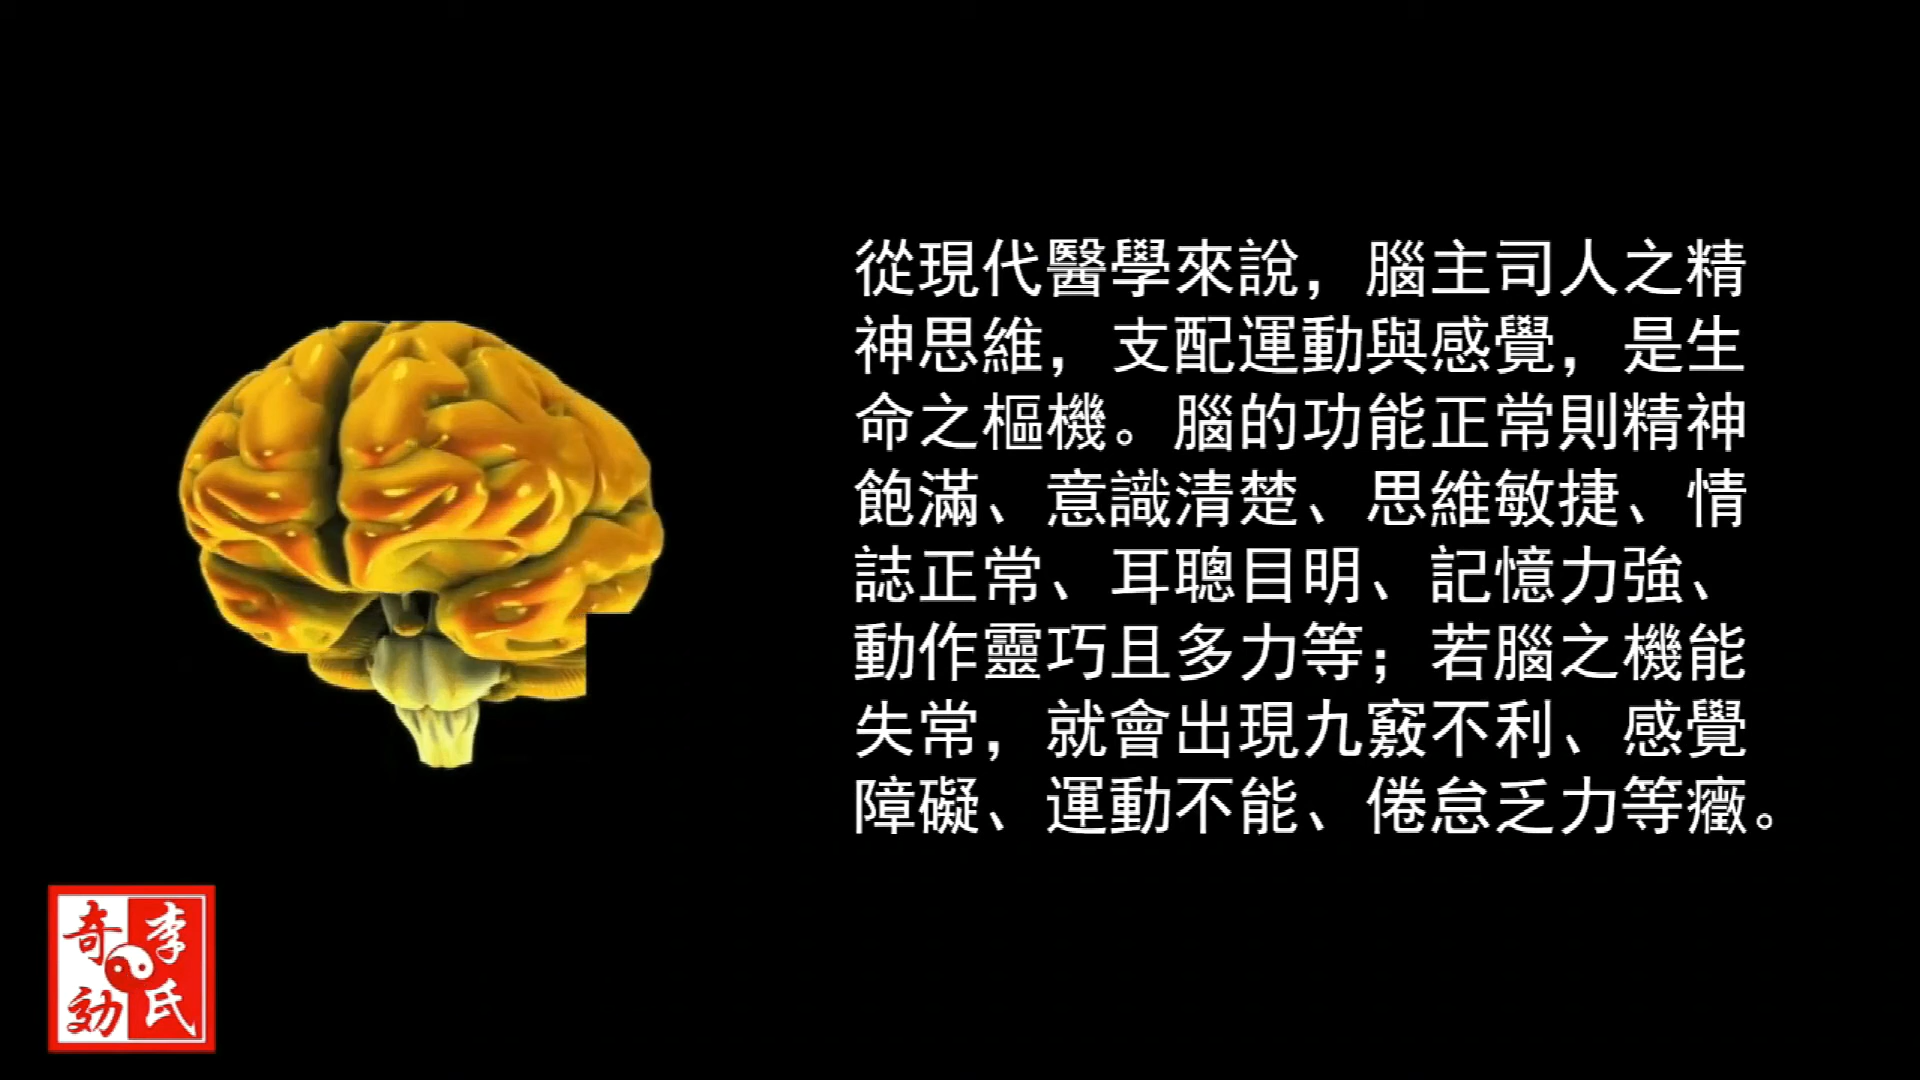 從現代醫學來說，腦主司人之精
神思維，支配運動與感覺，是生
命之樞機。腦的功能正常則精神
飽滿、意識清楚、思維敏捷、情
誌正常、耳聰目明、記憶力強、
動作靈巧且多力等；若腦之機能
失常，就會出現九竅不利、感覺
障礙、運動不能、倦怠乏力等癥。
李氏
奇効